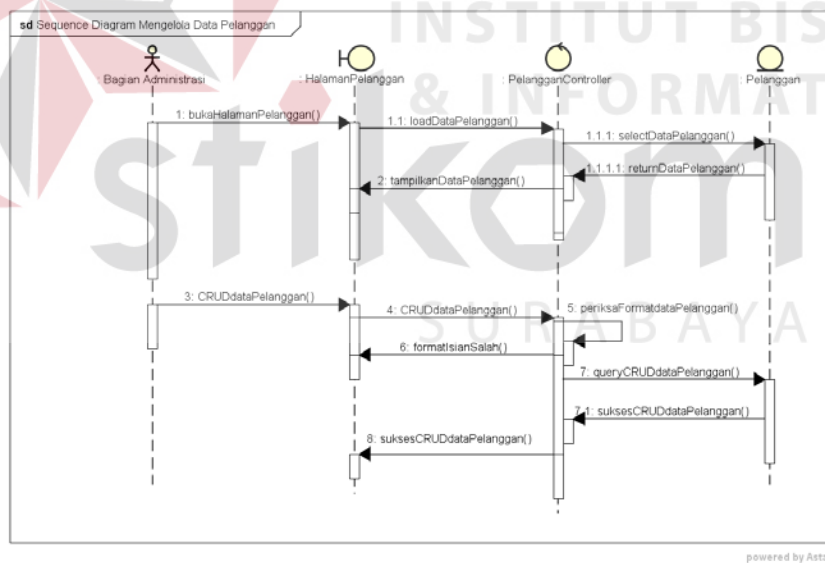 INSTITUT BIS
& INFORMAT
stikom
SURABAYA
sd Sequence Diagram Mengelola Data Pelanggan
: Bagian Administrasi
: HalamanPelanggan
: PelangganController
: Pelanggan
1: bukaHalamanPelanggan()
1.1: loadDataPelanggan()
1.1.1: selectDataPelanggan()
1.1.1.1: returnDataPelanggan()
2: tampilkanDataPelanggan()
3: CRUDdataPelanggan()
4: CRUDdataPelanggan()
5: periksaFormatdataPelanggan()
6: formatIsianSalah()
7: queryCRUDdataPelanggan()
7.1: suksesCRUDdataPelanggan()
8: suksesCRUDdataPelanggan()
powered by Asta